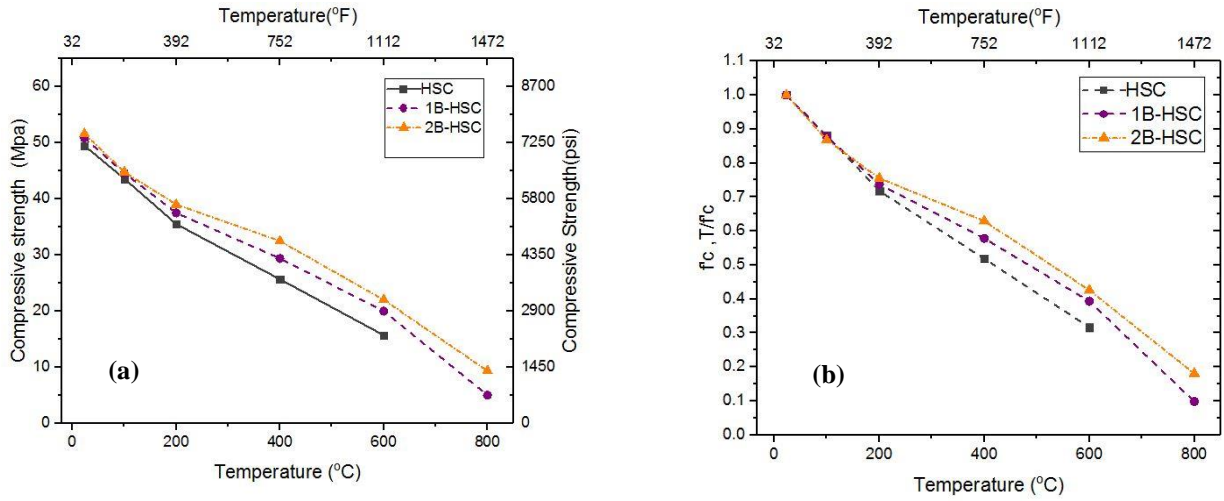 Temperature(°F)
32 392 752 1112 1472
60
50
40
30
20
10
0
Compressive strength (Mpa)
HSC
1B-HSC
2B-HSC
8700
7250
5800
4350
2900
1450
0
Compressive Strength(psi)
(a)
0 200 400 600 800
Temperature (°C)
Temperature(°F)
32 392 752 1112 1472
1.1
1.0
0.9
0.8
0.7
0.6
0.5
0.4
0.3
0.2
0.1
0.0
f'c ,T/f'c
HSC
1B-HSC
2B-HSC
(b)
0 200 400 600 800
Temperature (°C)